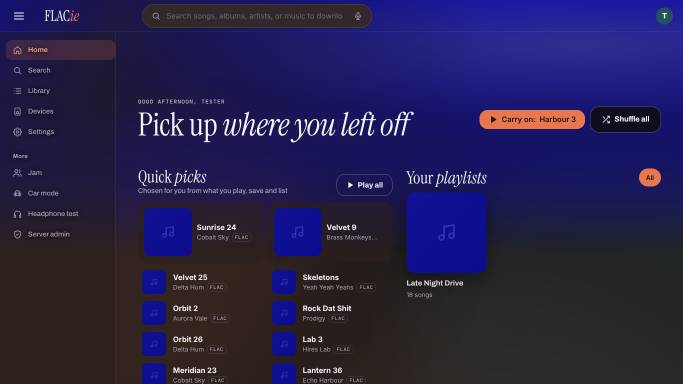 FLACie
Search songs, albums, artists, or music to downlo
T
Home
Search
Library
Devices
Settings
More
Jam
Car mode
Headphone test
Server admin
GOOD AFTERNOON, TESTER
Pick up where you left off
Carry on: Harbour 3
Shuffle all
Quick picks
Chosen for you from what you play, save and list
Play all
Sunrise 24
Cobalt Sky FLAC
Velvet 9
Brass Monkeys...
Velvet 25
Delta Hum FLAC
Skeletons
Yeah Yeah Yeahs FLAC
Orbit 2
Aurora Vale FLAC
Rock Dat Shit
Prodigy FLAC
Orbit 26
Delta Hum FLAC
Lab 3
Hires Lab FLAC
Meridian 23
Cobalt Sky FLAC
Lantern 36
Echo Harbour FLAC
Your playlists
All
Late Night Drive
18 songs